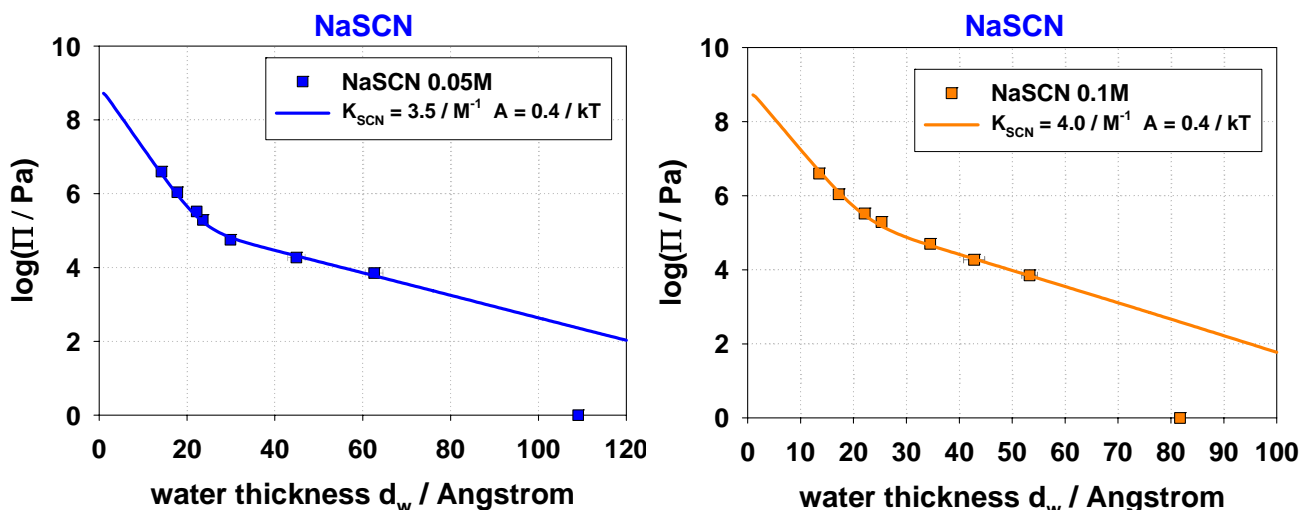 NaSCN
10
8
6
4
2
0
log(Π / Pa)
NaSCN 0.05M
K_SCN = 3.5 / M⁻¹ A = 0.4 / kT
0 20 40 60 80 100 120
water thickness d_w / Angstrom
NaSCN
10
8
6
4
2
0
log(Π / Pa)
NaSCN 0.1M
K_SCN = 4.0 / M⁻¹ A = 0.4 / kT
0 10 20 30 40 50 60 70 80 90 100
water thickness d_w / Angstrom